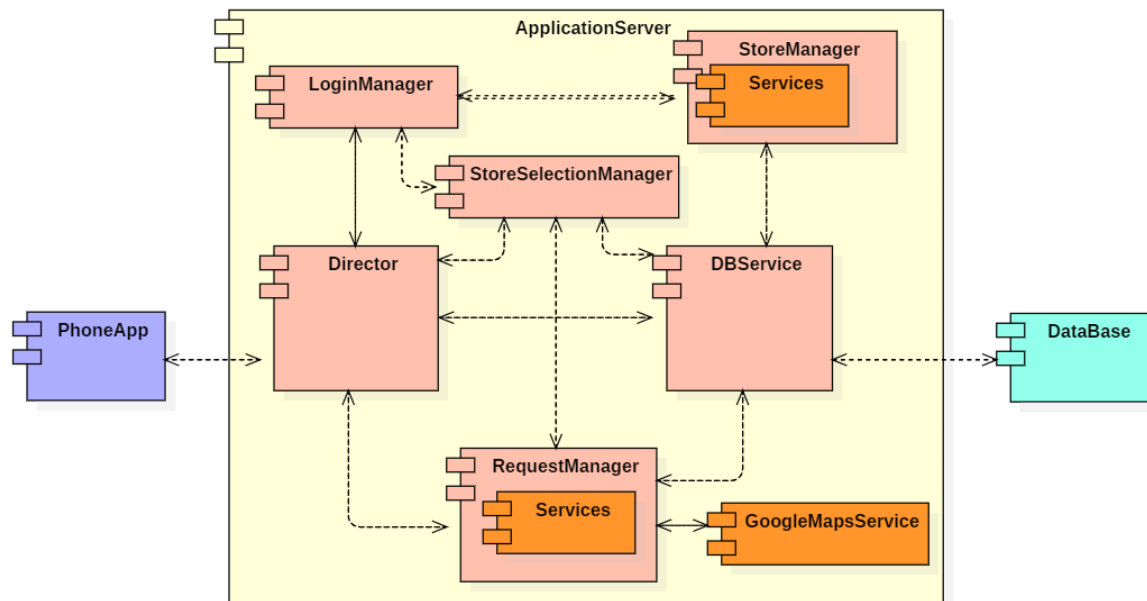 ApplicationServer
StoreManager
Services
LoginManager
StoreSelectionManager
Director
DBService
PhoneApp
DataBase
RequestManager
Services
GoogleMapsService